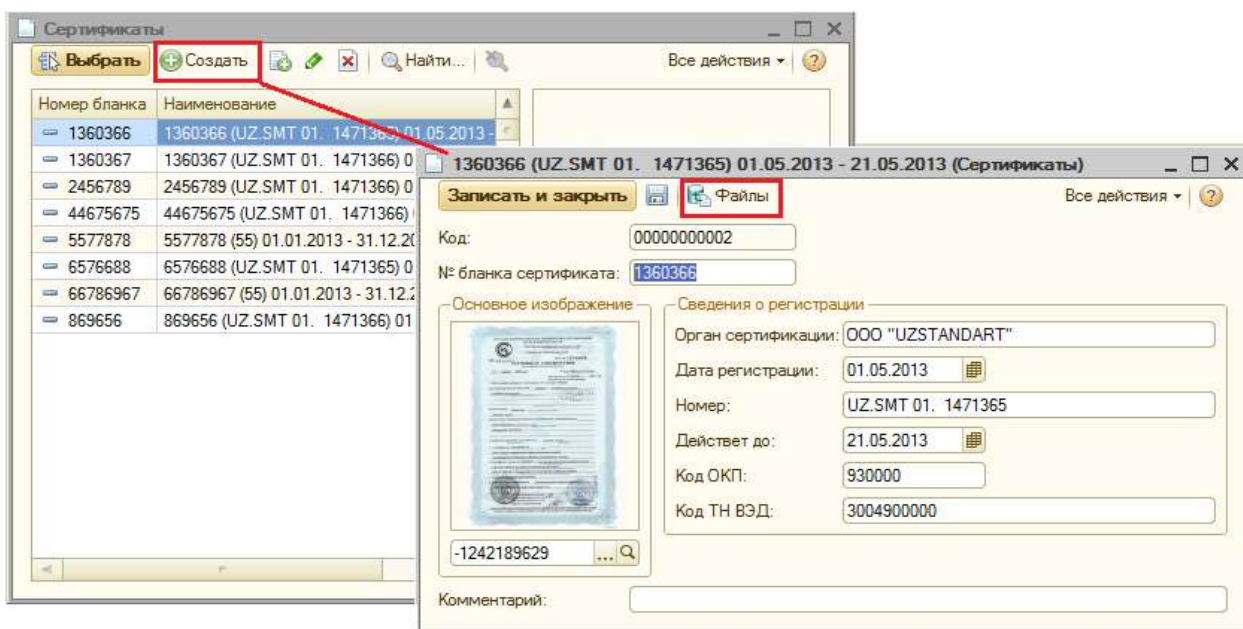 Сертификаты
Выбрать Создать Найти... Все действия
Номер бланка Наименование
1360366 1360366 (UZ.SMT 01. 1471365) 01.05.2013 -
1360367 1360367 (UZ.SMT 01. 1471366) 0
2456789 2456789 (UZ.SMT 01. 1471366) 0
44675675 44675675 (UZ.SMT 01. 1471366)
5577878 5577878 (55) 01.01.2013 - 31.12.20
6576688 6576688 (UZ.SMT 01. 1471365) 0
66786967 66786967 (55) 01.01.2013 - 31.12.2
869656 869656 (UZ.SMT 01. 1471366) 01
1360366 (UZ.SMT 01. 1471365) 01.05.2013 - 21.05.2013 (Сертификаты)
Записать и закрыть Файлы Все действия
Код: 00000000002
№ бланка сертификата: 1360366
Основное изображение
Сведения о регистрации
Орган сертификации: ООО "UZSTANDART"
Дата регистрации: 01.05.2013
Номер: UZ.SMT 01. 1471365
Действет до: 21.05.2013
Код ОКП: 930000
Код ТН ВЭД: 3004900000
-1242189629 ...
Комментарий: